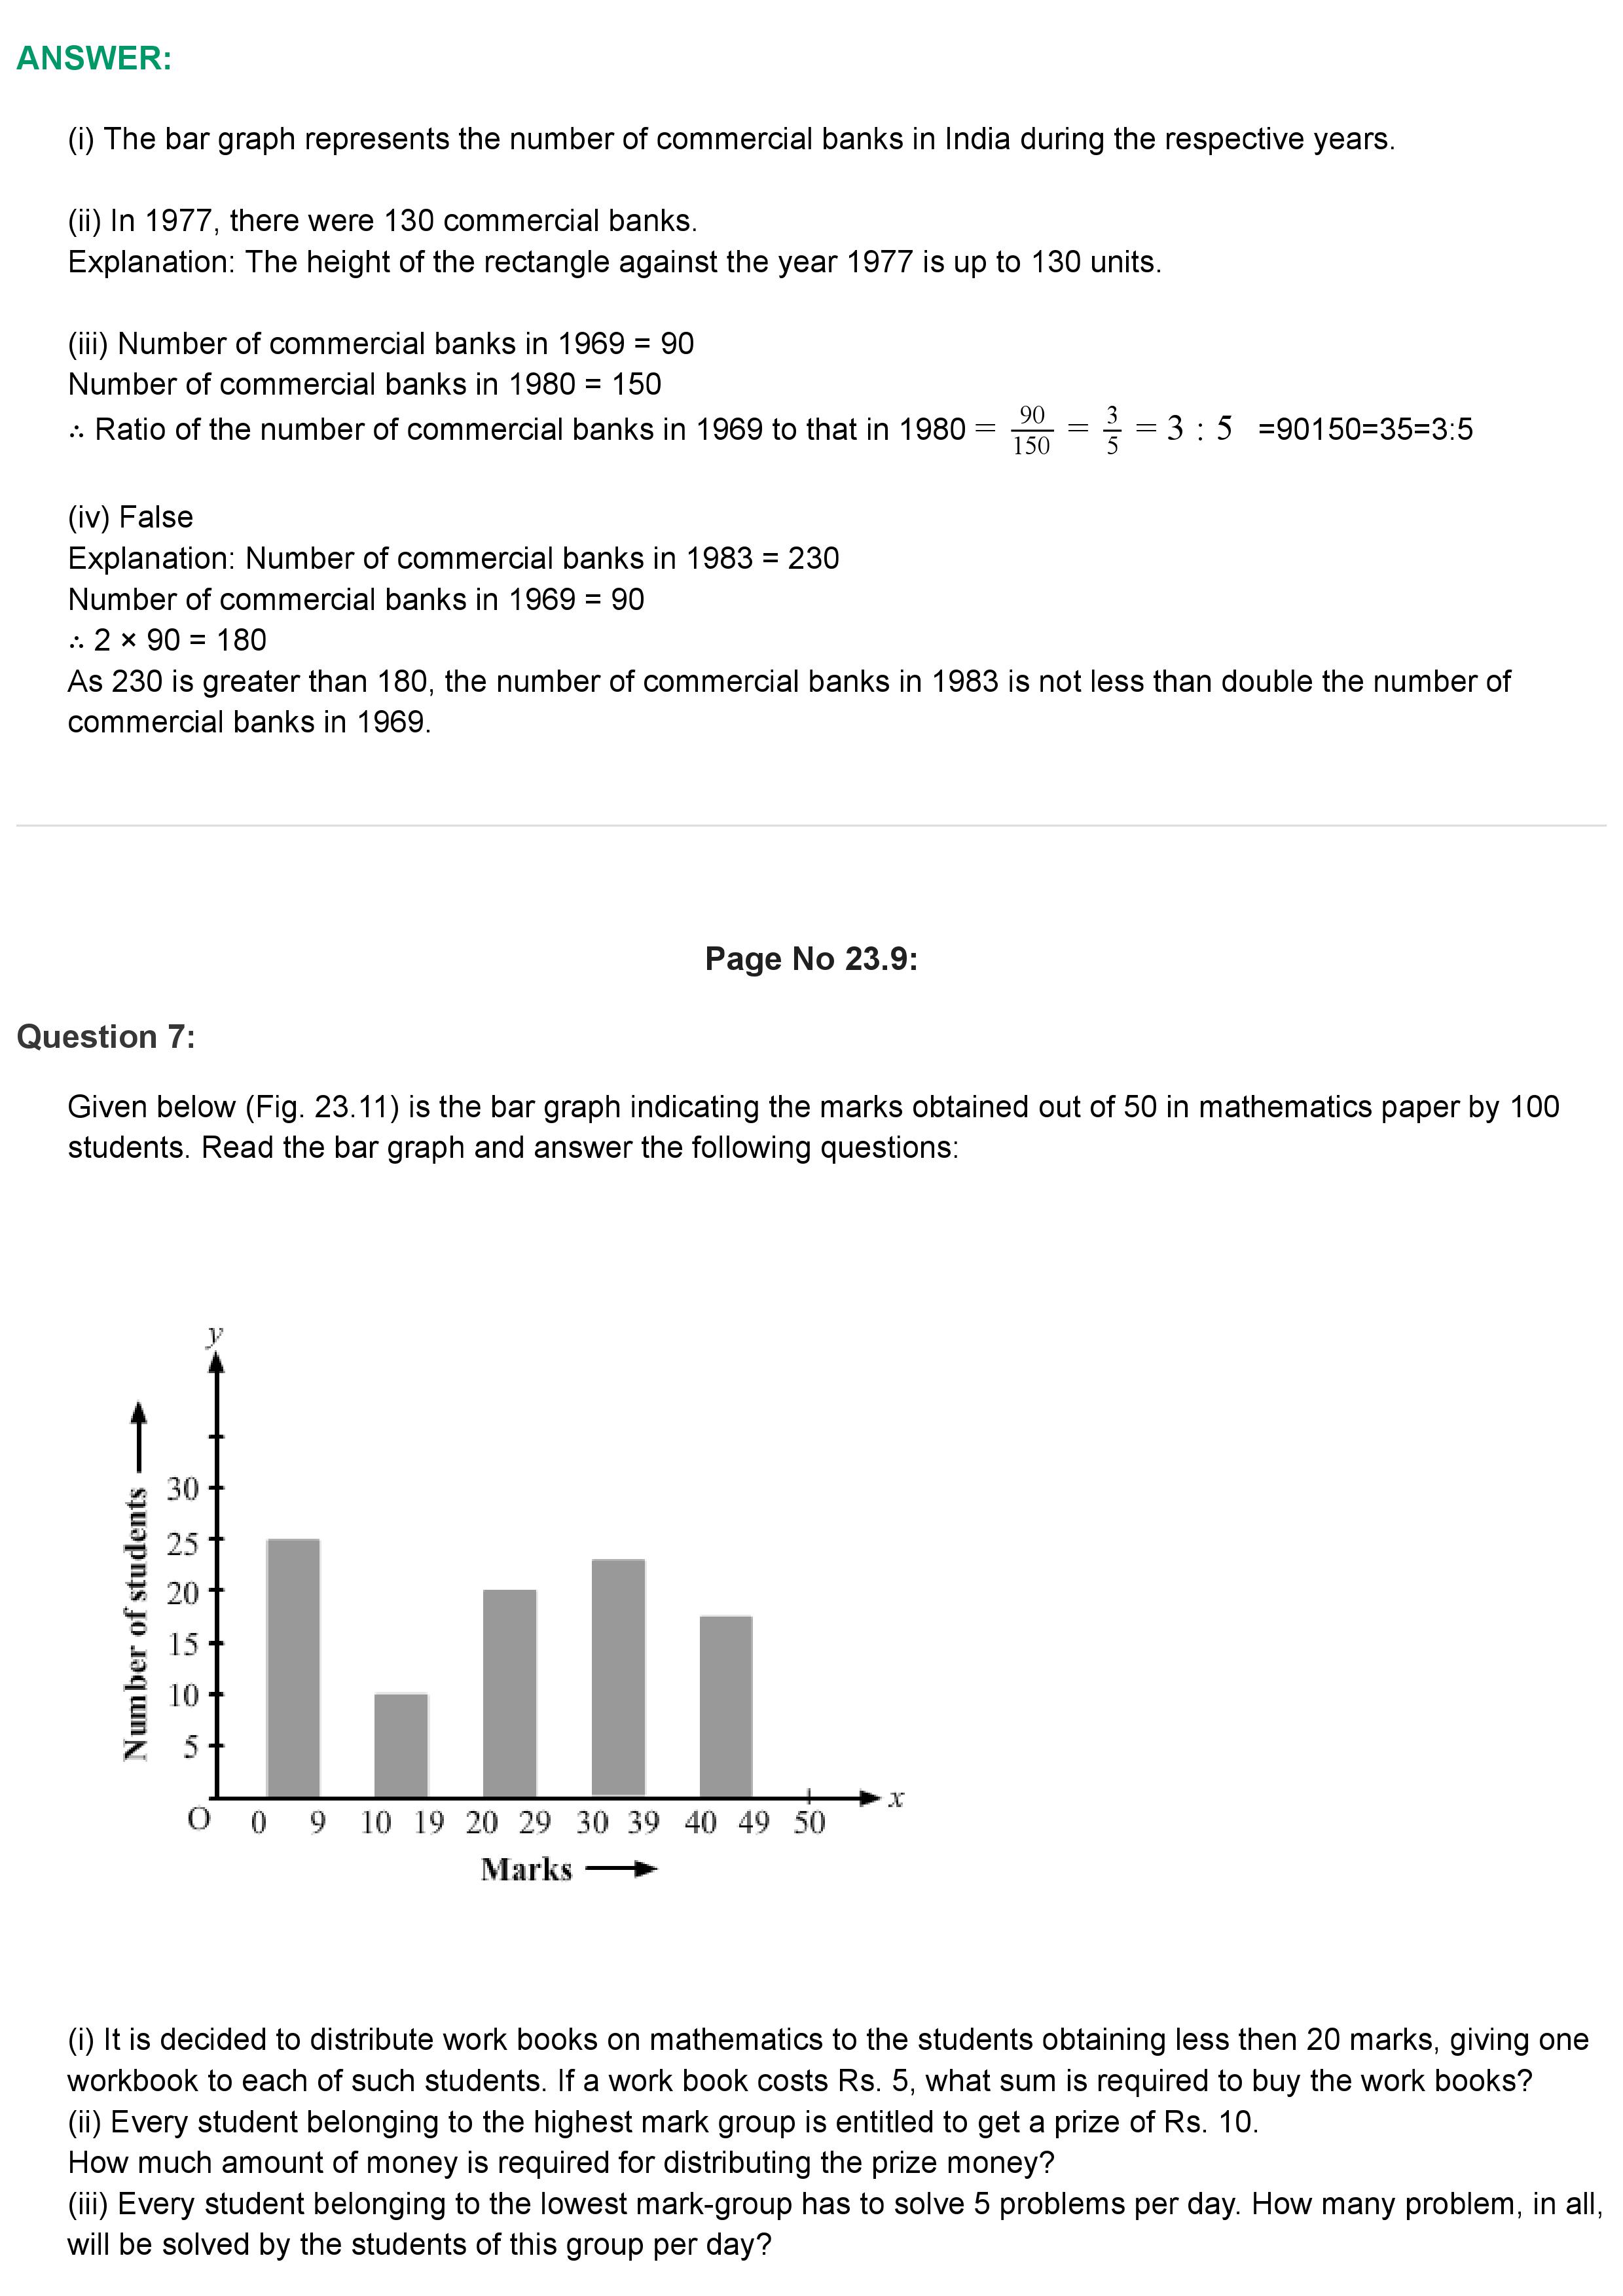 ANSWER:
(i) The bar graph represents the number of commercial banks in India during the respective years.
(ii) In 1977, there were 130 commercial banks.
Explanation: The height of the rectangle against the year 1977 is up to 130 units.
(iii) Number of commercial banks in 1969 = 90
Number of commercial banks in 1980 = 150
∴ Ratio of the number of commercial banks in 1969 to that in 1980 = 90/150 = 3/5 = 3 : 5 =90150=35=3:5
(iv) False
Explanation: Number of commercial banks in 1983 = 230
Number of commercial banks in 1969 = 90
∴ 2 × 90 = 180
As 230 is greater than 180, the number of commercial banks in 1983 is not less than double the number of
commercial banks in 1969.
Page No 23.9:
Question 7:
Given below (Fig. 23.11) is the bar graph indicating the marks obtained out of 50 in mathematics paper by 100
students. Read the bar graph and answer the following questions:
y
Number of students
30
25
20
15
10
5
O 0 9 10 19 20 29 30 39 40 49 50 x
Marks
(i) It is decided to distribute work books on mathematics to the students obtaining less then 20 marks, giving one
workbook to each of such students. If a work book costs Rs. 5, what sum is required to buy the work books?
(ii) Every student belonging to the highest mark group is entitled to get a prize of Rs. 10.
How much amount of money is required for distributing the prize money?
(iii) Every student belonging to the lowest mark-group has to solve 5 problems per day. How many problem, in all,
will be solved by the students of this group per day?